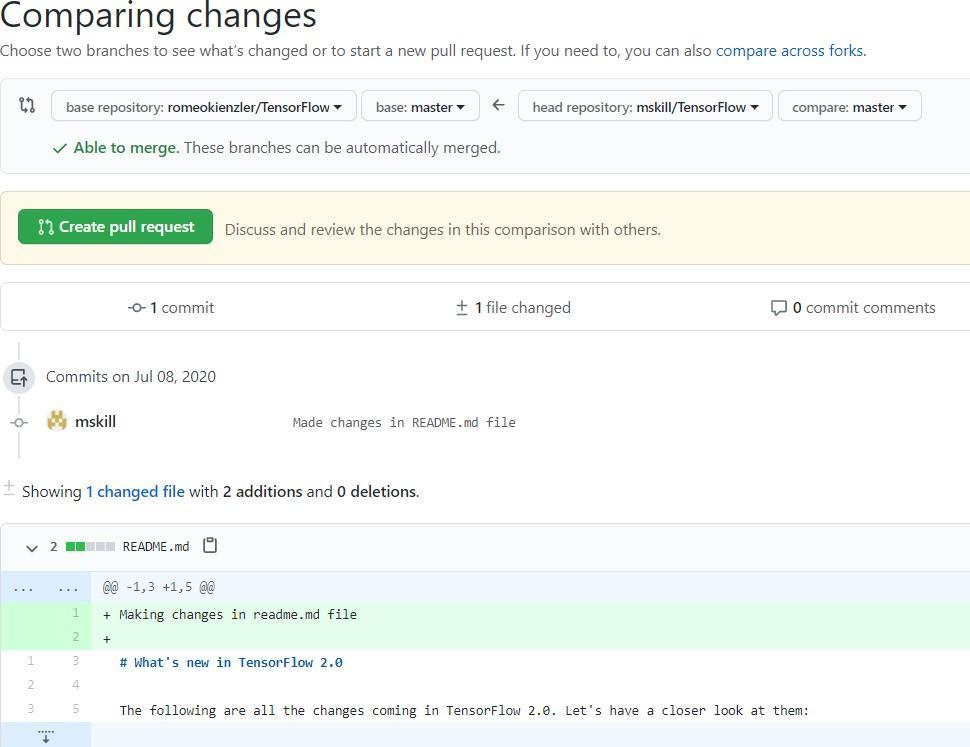 Comparing changes
Choose two branches to see what's changed or to start a new pull request. If you need to, you can also compare across forks.
base repository: romeokienzler/TensorFlow base: master head repository: mskill/TensorFlow compare: master
Able to merge. These branches can be automatically merged.
Create pull request Discuss and review the changes in this comparison with others.
1 commit 1 file changed 0 commit comments
Commits on Jul 08, 2020
mskill Made changes in README.md file
Showing 1 changed file with 2 additions and 0 deletions.
2 README.md
... ... @@ -1,3 +1,5 @@
1 + Making changes in readme.md file
2 +
1 3 # What's new in TensorFlow 2.0
2 4
3 5 The following are all the changes coming in TensorFlow 2.0. Let's have a closer look at them: